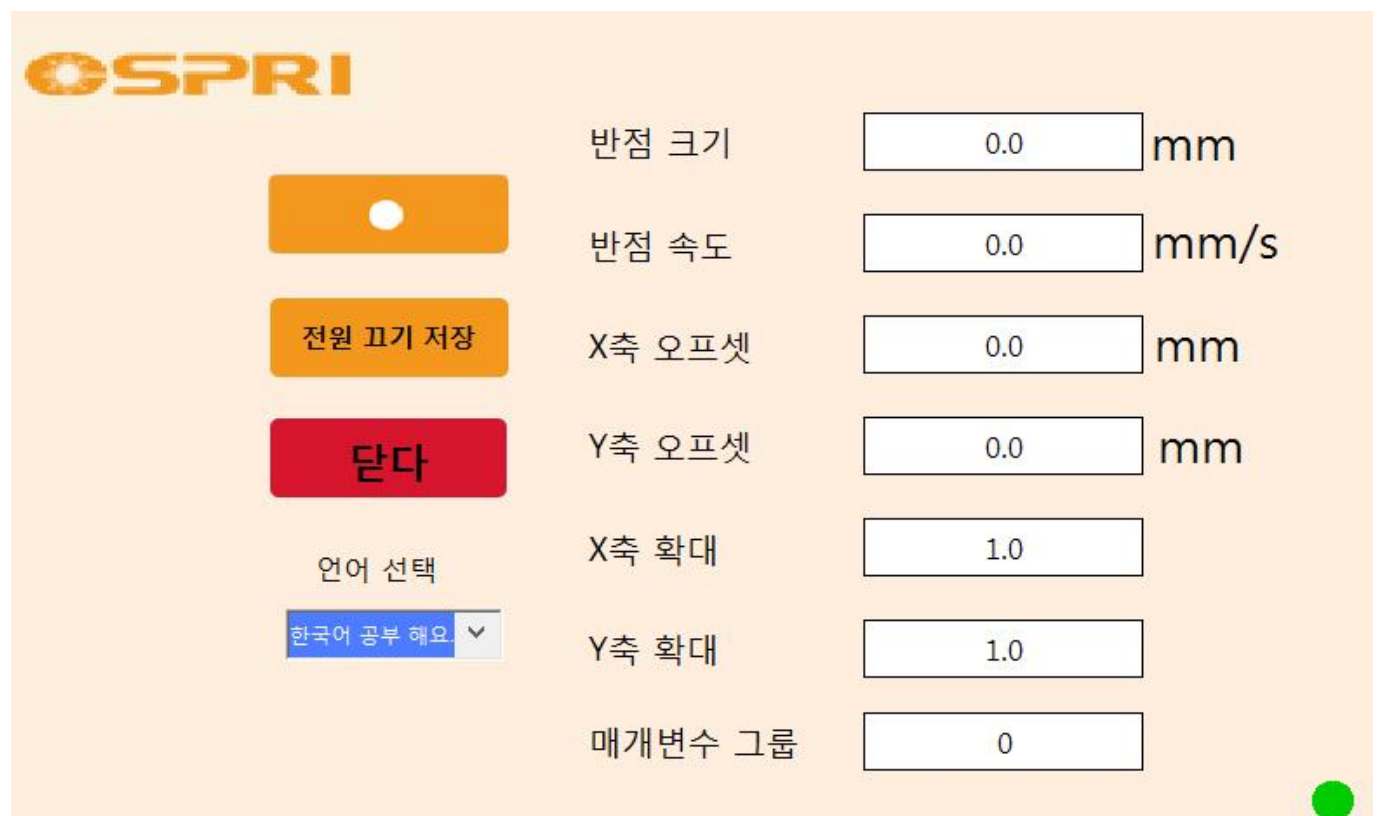 OSPRI
반점 크기 0.0 mm
반점 속도 0.0 mm/s
전원 끄기 저장
X축 오프셋 0.0 mm
닫다
Y축 오프셋 0.0 mm
언어 선택
X축 확대 1.0
한국어 공부 해요.
Y축 확대 1.0
매개변수 그룹 0